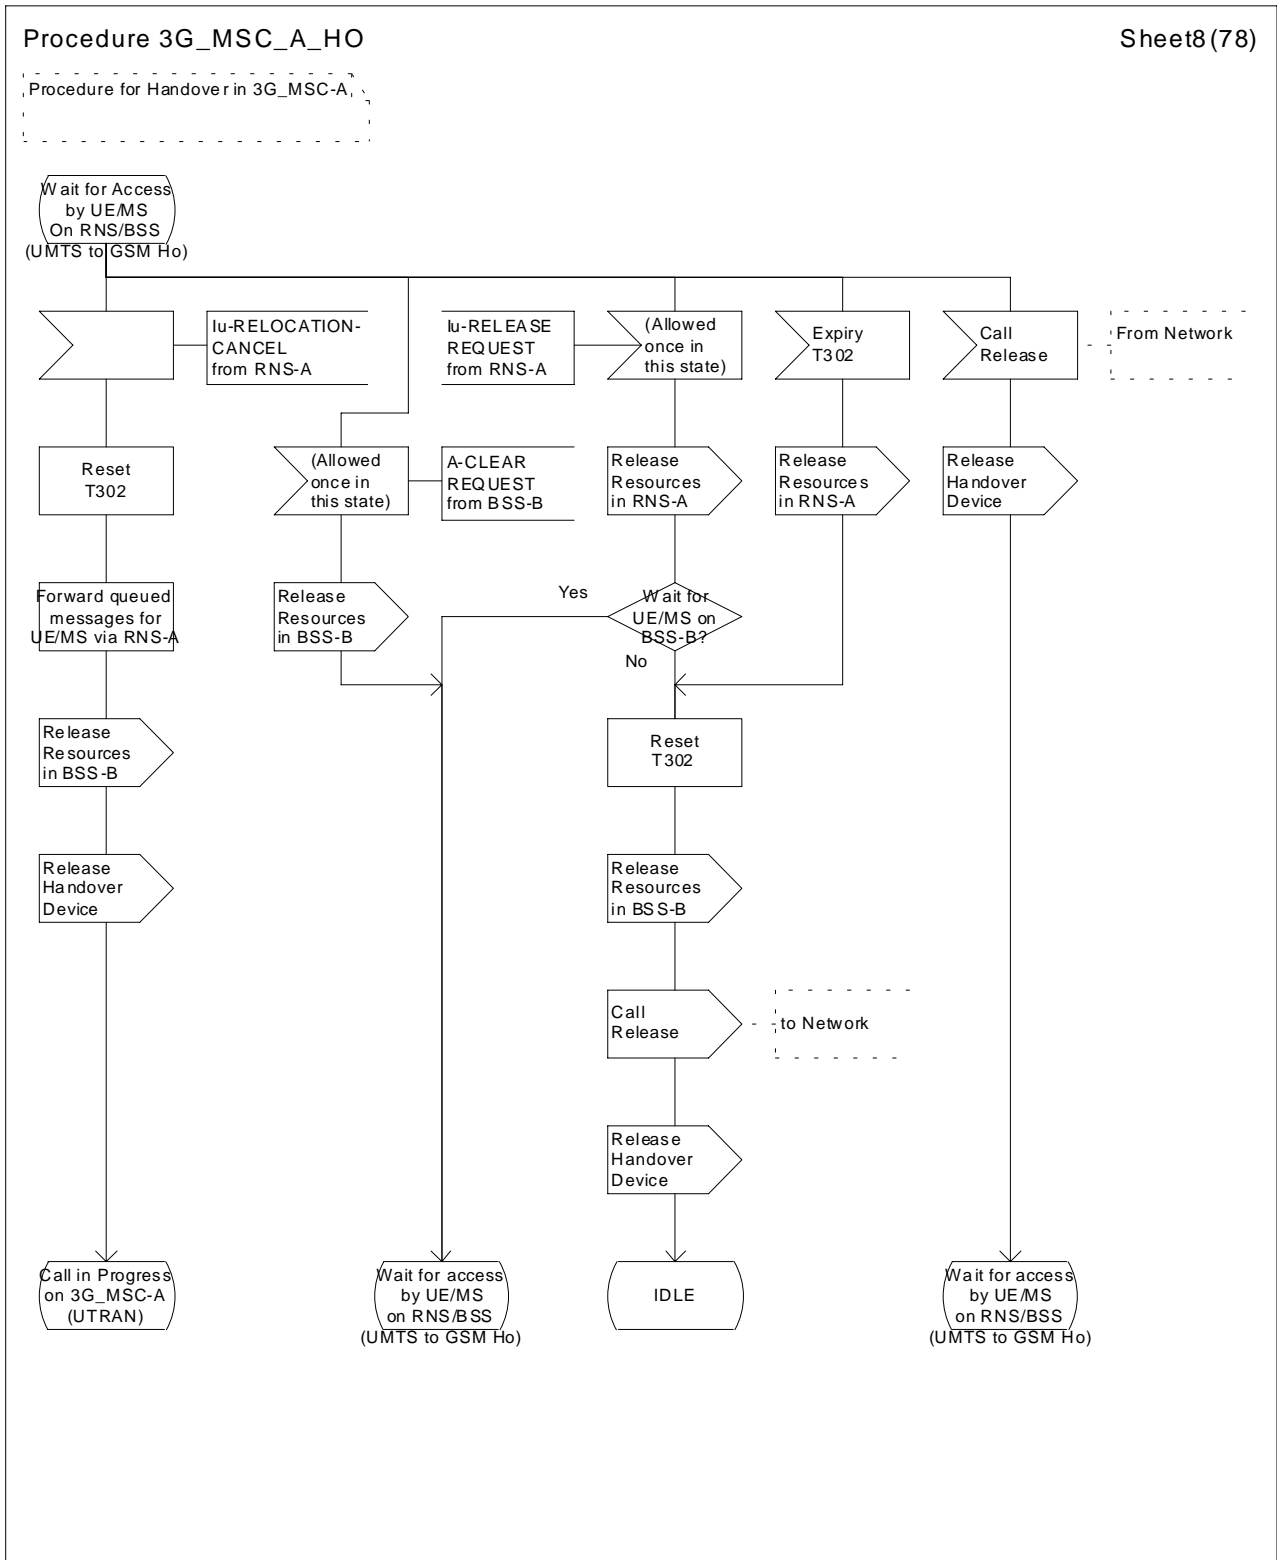 Procedure 3G_MSC_A_HO
Sheet8(78)
Procedure for Handover in 3G_MSC-A
Wait for Access
by UE/MS
On RNS/BSS
(UMTS to GSM Ho)
Iu-RELOCATION-
CANCEL
from RNS-A
Iu-RELEASE
REQUEST
from RNS-A
(Allowed
once in
this state)
Expiry
T302
Call
Release
From Network
Reset
T302
(Allowed
once in
this state)
A-CLEAR
REQUEST
from BSS-B
Release
Resources
in RNS-A
Release
Resources
in RNS-A
Release
Handover
Device
Forward queued
messages for
UE/MS via RNS-A
Release
Resources
in BSS-B
Yes
Wait for
UE/MS on
BSS-B?
No
Release
Resources
in BSS-B
Reset
T302
Release
Handover
Device
Release
Resources
in BSS-B
Call
Release
to Network
Release
Handover
Device
Call in Progress
on 3G_MSC-A
(UTRAN)
Wait for access
by UE/MS
on RNS/BSS
(UMTS to GSM Ho)
IDLE
Wait for access
by UE/MS
on RNS/BSS
(UMTS to GSM Ho)